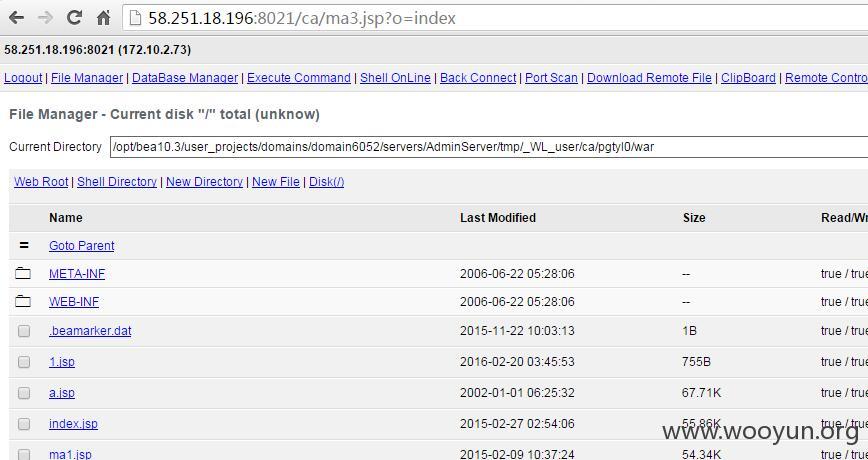 58.251.18.196:8021/ca/ma3.jsp?o=index
58.251.18.196:8021 (172.10.2.73)
Logout | File Manager | DataBase Manager | Execute Command | Shell OnLine | Back Connect | Port Scan | Download Remote File | ClipBoard | Remote Contro
File Manager - Current disk "/" total (unknow)
Current Directory /opt/bea10.3/user_projects/domains/domain6052/servers/AdminServer/tmp/_WL_user/ca/pgtyl0/war
Web Root | Shell Directory | New Directory | New File | Disk(/)
Name Last Modified Size Read/Wr
= Goto Parent
META-INF 2006-06-22 05:28:06 -- true / true
WEB-INF 2006-06-22 05:28:06 -- true / true
.beamarker.dat 2015-11-22 10:03:13 1B true / true
1.jsp 2016-02-20 03:45:53 755B true / true
a.jsp 2002-01-01 06:25:32 67.71K true / true
index.jsp 2015-02-27 02:54:06 55.86K true / true
www.wooyun.org
ma1.jsp 2015-02-09 10:37:24 54.34K true / true